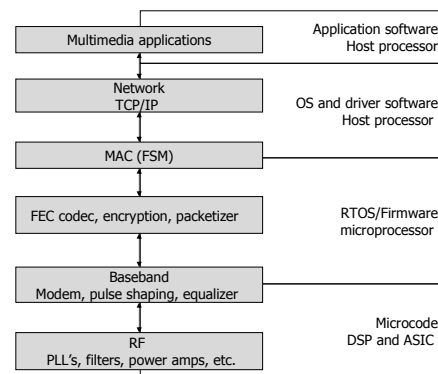 Multimedia applications
Application software
Host processor
Network
TCP/IP
OS and driver software
Host processor
MAC (FSM)
FEC codec, encryption, packetizer
RTOS/Firmware
microprocessor
Baseband
Modem, pulse shaping, equalizer
Microcode
DSP and ASIC
RF
PLL's, filters, power amps, etc.